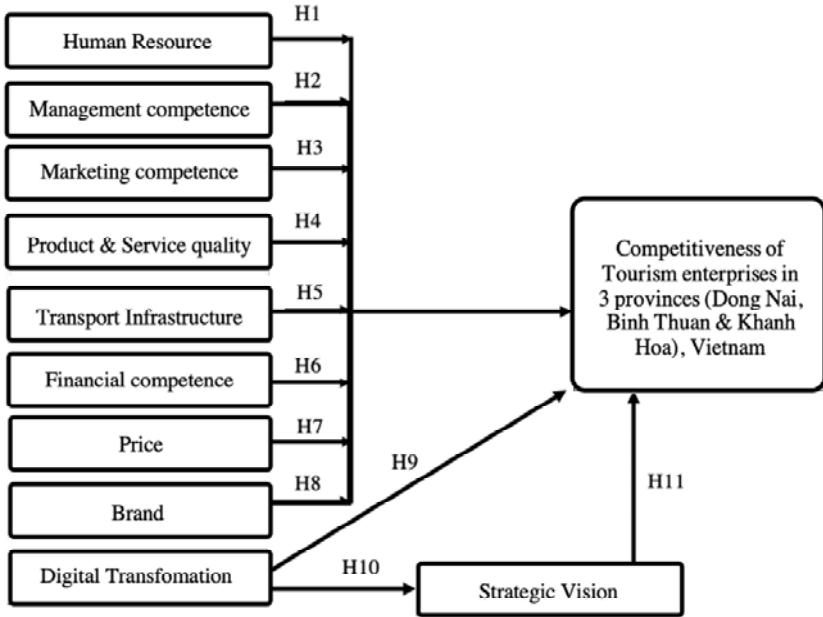 H1
Human Resource
H2
Management competence
H3
Marketing competence
H4
Product & Service quality
H5
Transport Infrastructure
H6
Financial competence
H7
Price
H8
Brand
Digital Transfomation
H9
H10
Strategic Vision
H11
Competitiveness of
Tourism enterprises in
3 provinces (Dong Nai,
Binh Thuan & Khanh
Hoa), Vietnam